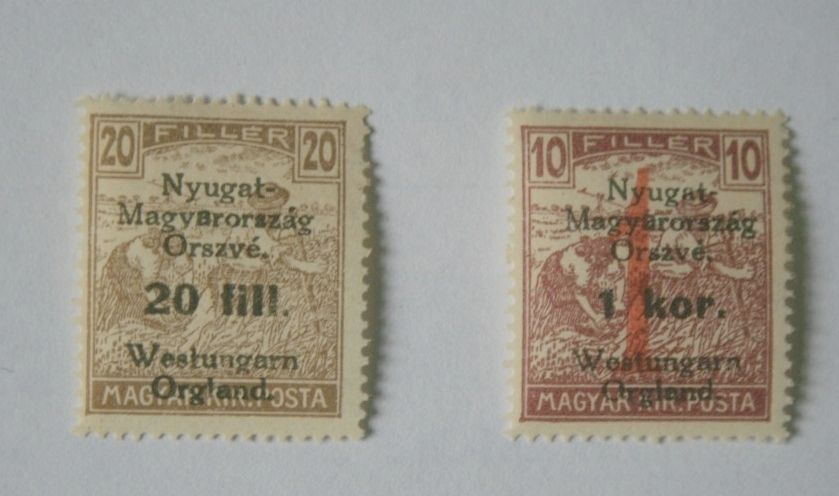 20 FILLÉR 20
Nyugat-
Magyarország
Orszvé.
20 fill.
Westungarn
Orgland.
MAGYAR KIR. POSTA
10 FILLÉR 10
Nyugat-
Magyarország
Orszvé.
1 kor.
Westungarn
Orgland.
MAGYAR KIR. POSTA